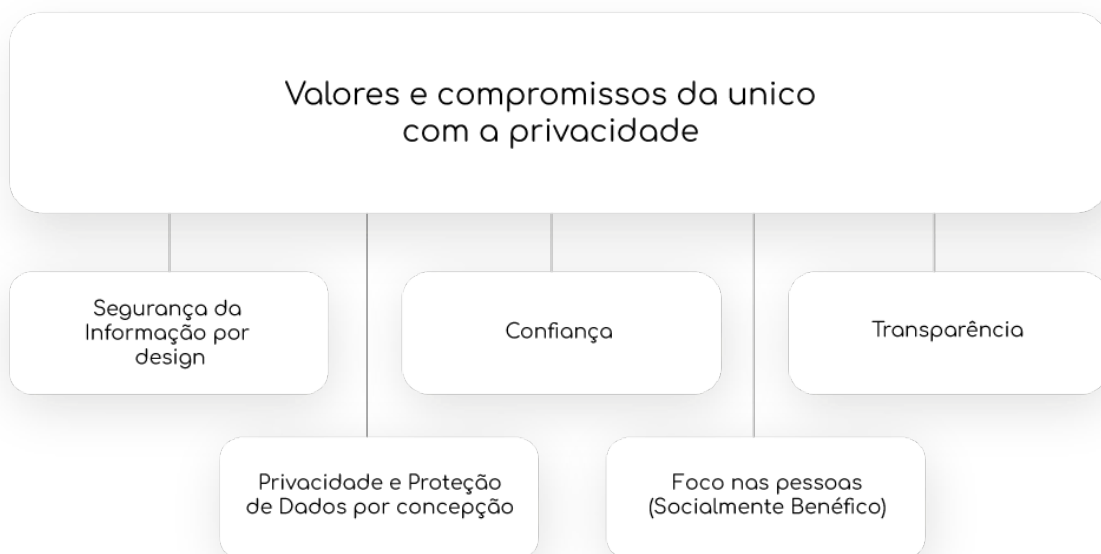 Valores e compromissos da unico
com a privacidade
Segurança da
Informação por
design
Confiança
Transparência
Privacidade e Proteção
de Dados por concepção
Foco nas pessoas
(Socialmente Benéfico)